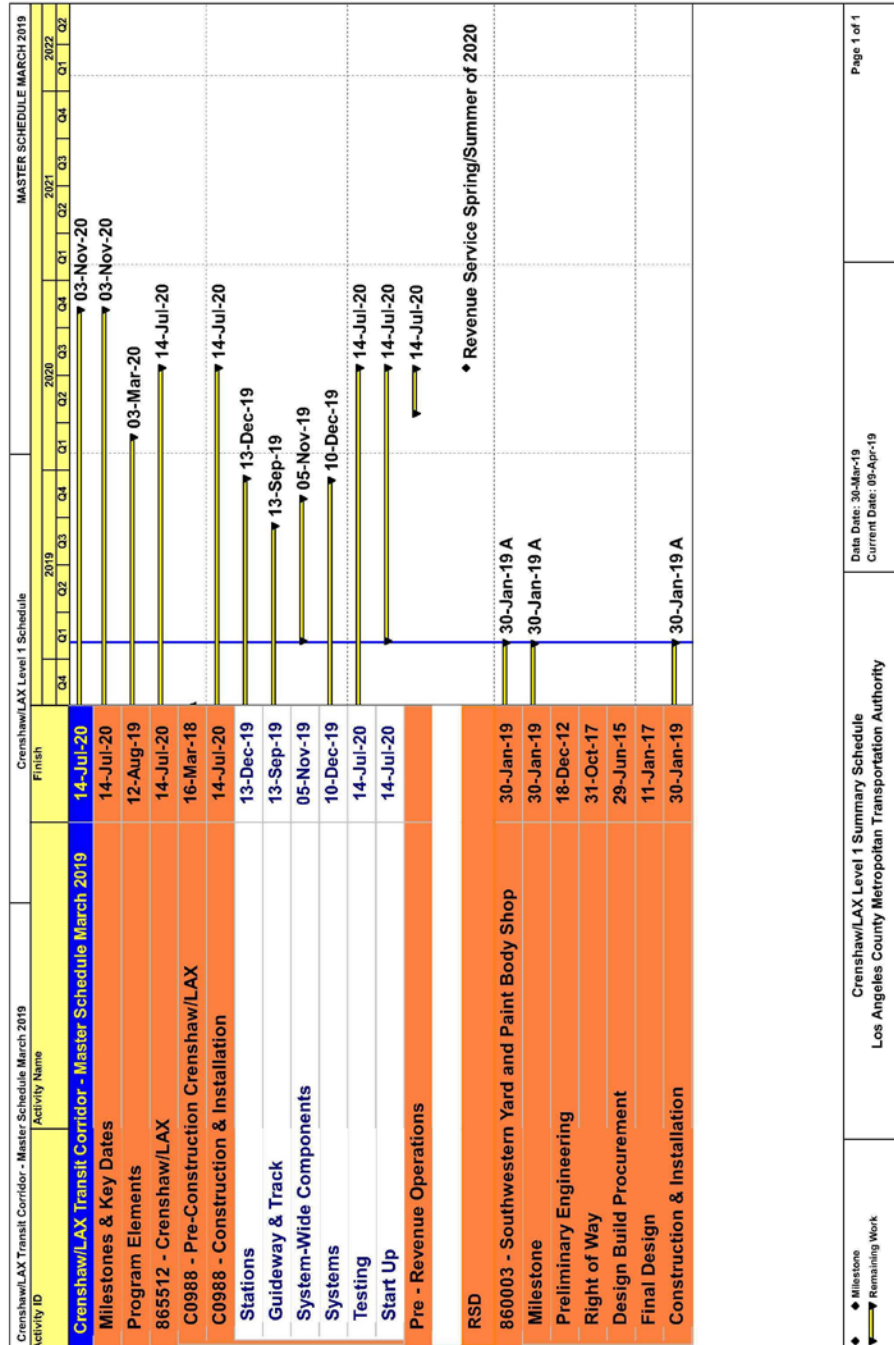 Crenshaw/LAX Transit Corridor - Master Schedule March 2019 Crenshaw/LAX Level 1 Schedule MASTER SCHEDULE MARCH 2019
Activity ID Activity Name Finish 2019 2020 2021 2022
Q4 Q1 Q2 Q3 Q4 Q1 Q2 Q3 Q4 Q1 Q2 Q3 Q4 Q1 Q2
Crenshaw/LAX Transit Corridor - Master Schedule March 2019 14-Jul-20 03-Nov-20
Milestones & Key Dates 14-Jul-20 03-Nov-20
Program Elements 12-Aug-19 03-Mar-20
865512 - Crenshaw/LAX 14-Jul-20 14-Jul-20
C0988 - Pre-Construction Crenshaw/LAX 16-Mar-18
C0988 - Construction & Installation 14-Jul-20 14-Jul-20
Stations 13-Dec-19 13-Dec-19
Guideway & Track 13-Sep-19 13-Sep-19
System-Wide Components 05-Nov-19 05-Nov-19
Systems 10-Dec-19 10-Dec-19
Testing 14-Jul-20 14-Jul-20
Start Up 14-Jul-20 14-Jul-20
Pre - Revenue Operations 14-Jul-20
RSD Revenue Service Spring/Summer of 2020
860003 - Southwestern Yard and Paint Body Shop 30-Jan-19 30-Jan-19 A
Milestone 30-Jan-19 30-Jan-19 A
Preliminary Engineering 18-Dec-12
Right of Way 31-Oct-17
Design Build Procurement 29-Jun-15
Final Design 11-Jan-17
Construction & Installation 30-Jan-19 30-Jan-19 A
Milestone
Remaining Work
Crenshaw/LAX Level 1 Summary Schedule
Los Angeles County Metropolitan Transportation Authority
Data Date: 30-Mar-19
Current Date: 09-Apr-19
Page 1 of 1